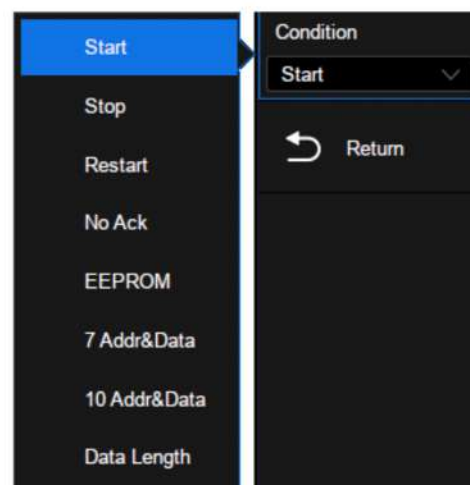 Start
Stop
Restart
No Ack
EEPROM
7 Addr&Data
10 Addr&Data
Data Length
Condition
Start
Return